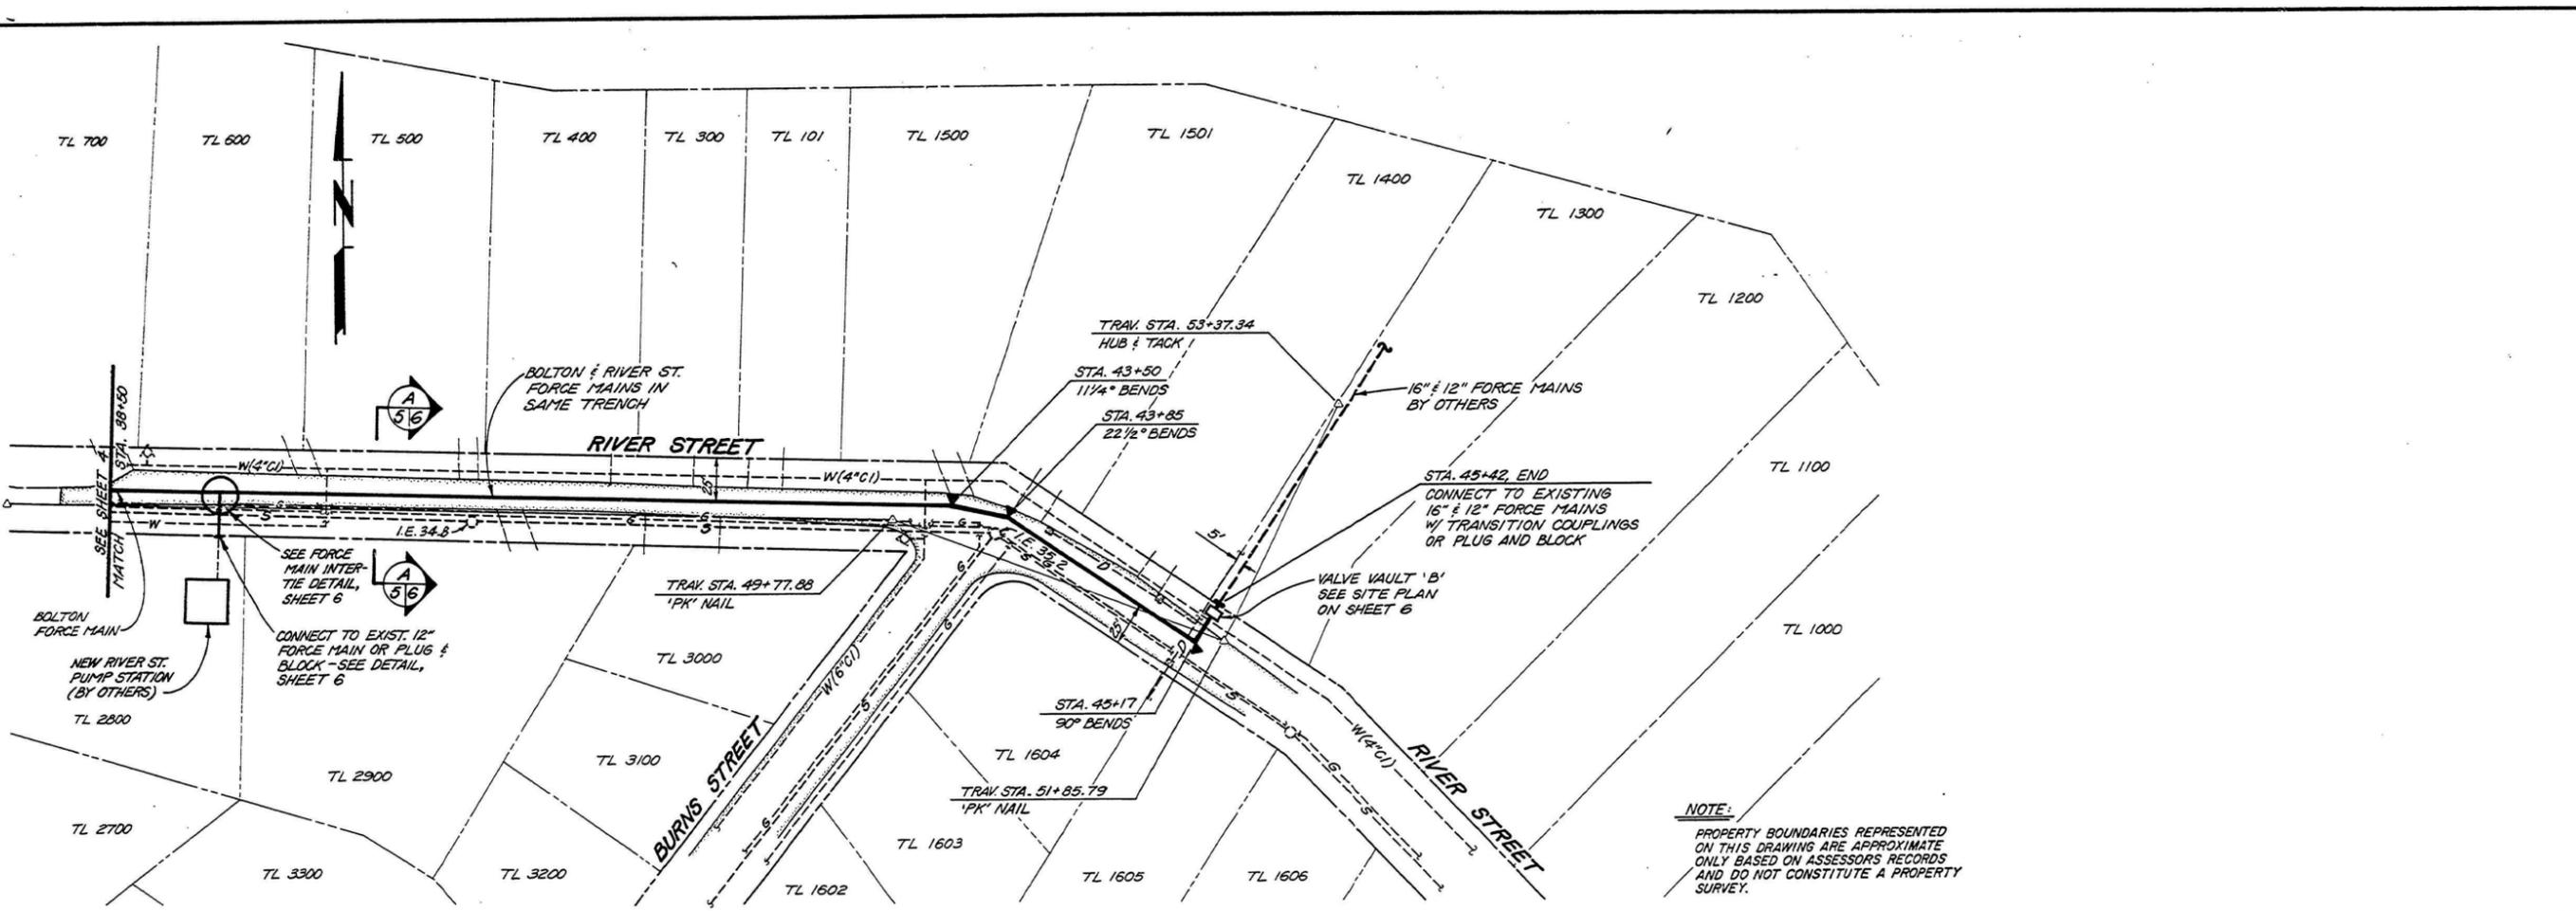 TL 700
TL 600
TL 500
TL 400
TL 300
TL 101
TL 1500
TL 1501
TL 1400
TL 1300
TL 1200
TL 1100
TL 1000
N
TRAV. STA. 53+37.34
HUB & TACK
STA. 43+50
11¼° BENDS
STA. 43+85
22½° BENDS
16" & 12" FORCE MAINS
BY OTHERS
BOLTON & RIVER ST.
FORCE MAINS IN
SAME TRENCH
A
5 6
RIVER STREET
W(4"CI)
W(4"CI)
25'
STA. 38+50
SEE SHEET 4
MATCH
STA. 45+42, END
CONNECT TO EXISTING
16" & 12" FORCE MAINS
W/ TRANSITION COUPLINGS
OR PLUG AND BLOCK
5'
W
S
G
G
S
G
S
G
I.E. 34.8
I.E. 35.2
D
SEE FORCE
MAIN INTER-
TIE DETAIL,
SHEET 6
A
5 6
TRAV. STA. 49+77.88
'PK' NAIL
VALVE VAULT 'B'
SEE SITE PLAN
ON SHEET 6
BOLTON
FORCE MAIN
CONNECT TO EXIST. 12"
FORCE MAIN OR PLUG &
BLOCK - SEE DETAIL,
SHEET 6
NEW RIVER ST.
PUMP STATION
(BY OTHERS)
25'
G
G
S
W(6"CI)
STA. 45+17
90° BENDS
D
S
W(4"CI)
RIVER STREET
G
S
TL 2800
TL 3000
TL 2900
TL 3100
BURNS STREET
G
TL 1604
TRAV. STA. 51+85.79
'PK' NAIL
TL 2700
TL 3300
TL 3200
TL 1603
TL 1602
TL 1605
TL 1606
NOTE:
PROPERTY BOUNDARIES REPRESENTED
ON THIS DRAWING ARE APPROXIMATE
ONLY BASED ON ASSESSORS RECORDS
AND DO NOT CONSTITUTE A PROPERTY
SURVEY.